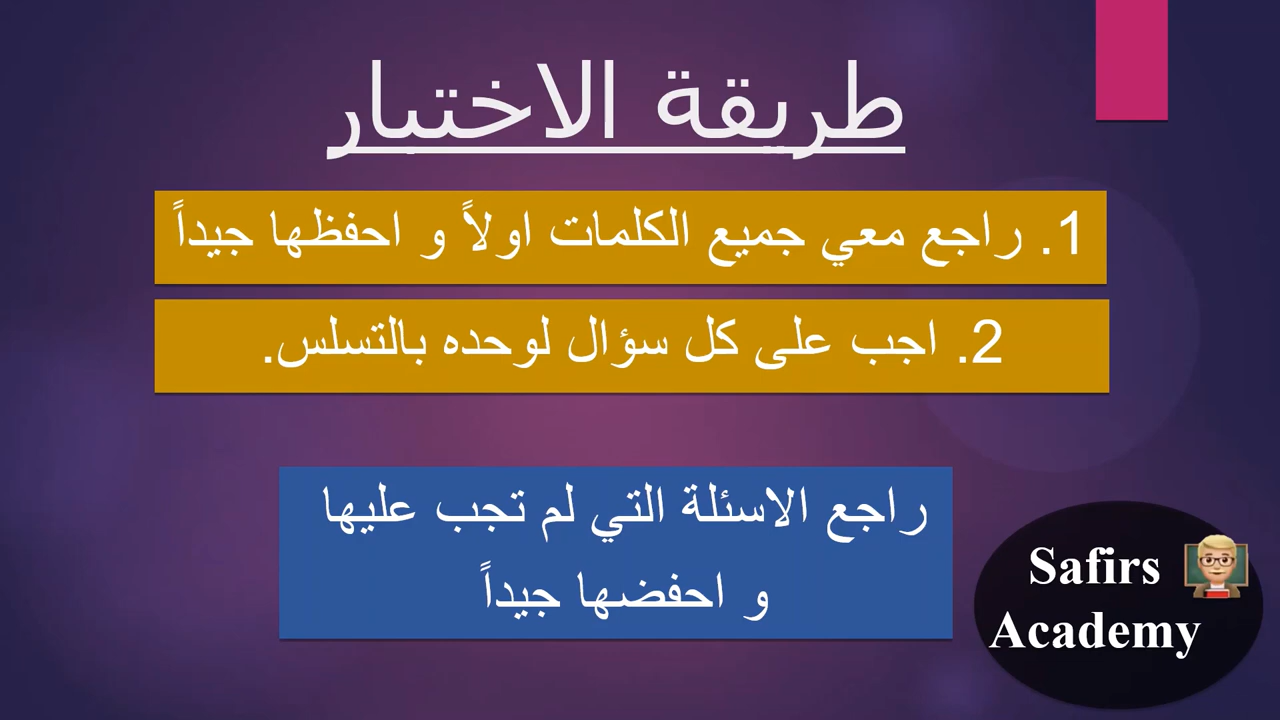 طريقة الاختبار
1. راجع معي جميع الكلمات اولاً و احفظها جيداً
2. اجب على كل سؤال لوحده بالتسلس.
راجع الاسئلة التي لم تجب عليها
و احفضها جيداً
Safirs
Academy